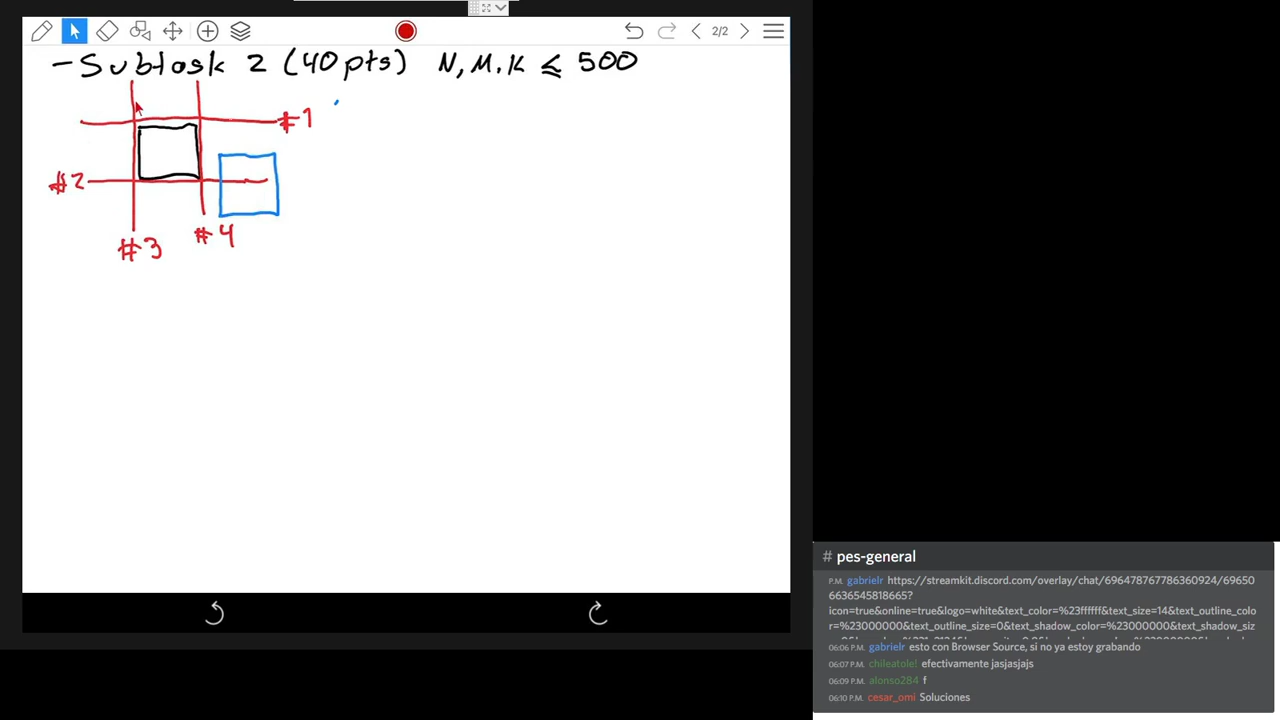 2/2
- Subtask 2 (40 pts) N, M, K ≤ 500
#1
#2
#3
#4
# pes-general
P.M. gabrielr https://streamkit.discord.com/overlay/chat/696478767786360924/69650
6636545818665?
icon=true&online=true&logo=white&text_color=%23ffffff&text_size=14&text_outline_co
or=%23000000&text_outline_size=0&text_shadow_color=%23000000&text_shadow_siz
06:06 P.M. gabrielr esto con Browser Source, si no ya estoy grabando
06:07 P.M. chileatole! efectivamente jasjasjajs
06:09 P.M. alonso284 f
06:10 P.M. cesar_omi Soluciones